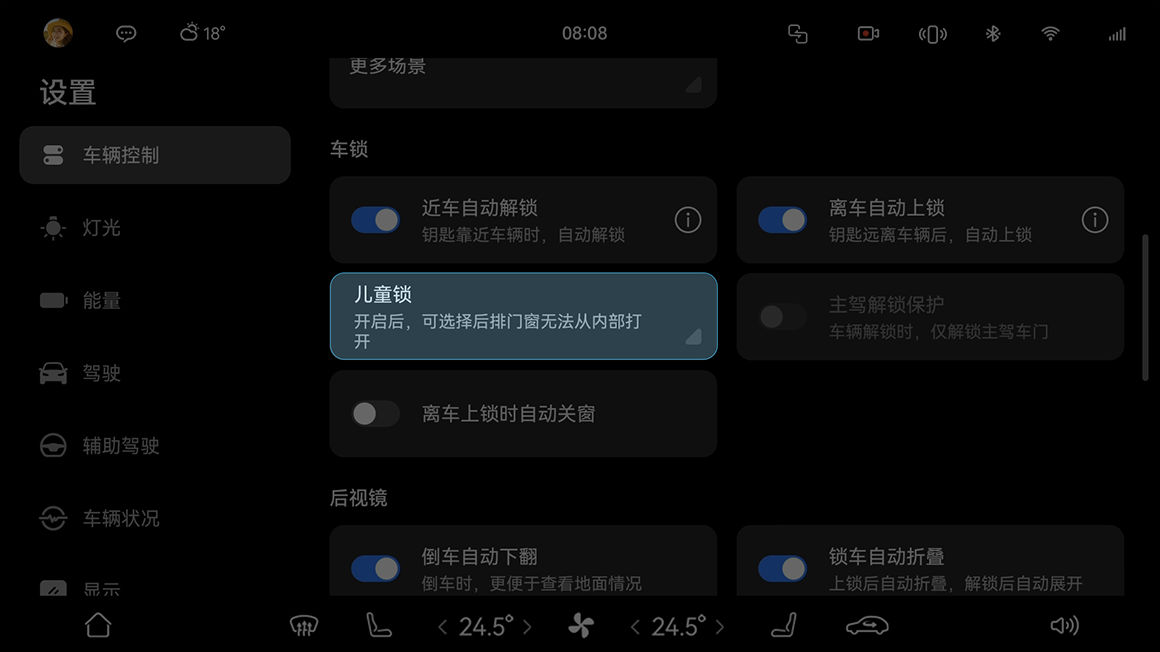 18°
08:08
设置
更多场景
车辆控制
灯光
能量
驾驶
辅助驾驶
车辆状况
显示
车锁
近车自动解锁
钥匙靠近车辆时，自动解锁
离车自动上锁
钥匙远离车辆后，自动上锁
儿童锁
开启后，可选择后排门窗无法从内部打
开
主驾解锁保护
车辆解锁时，仅解锁主驾车门
离车上锁时自动关窗
后视镜
倒车自动下翻
倒车时，更便于查看地面情况
锁车自动折叠
上锁后自动折叠，解锁后自动展开
24.5°
24.5°